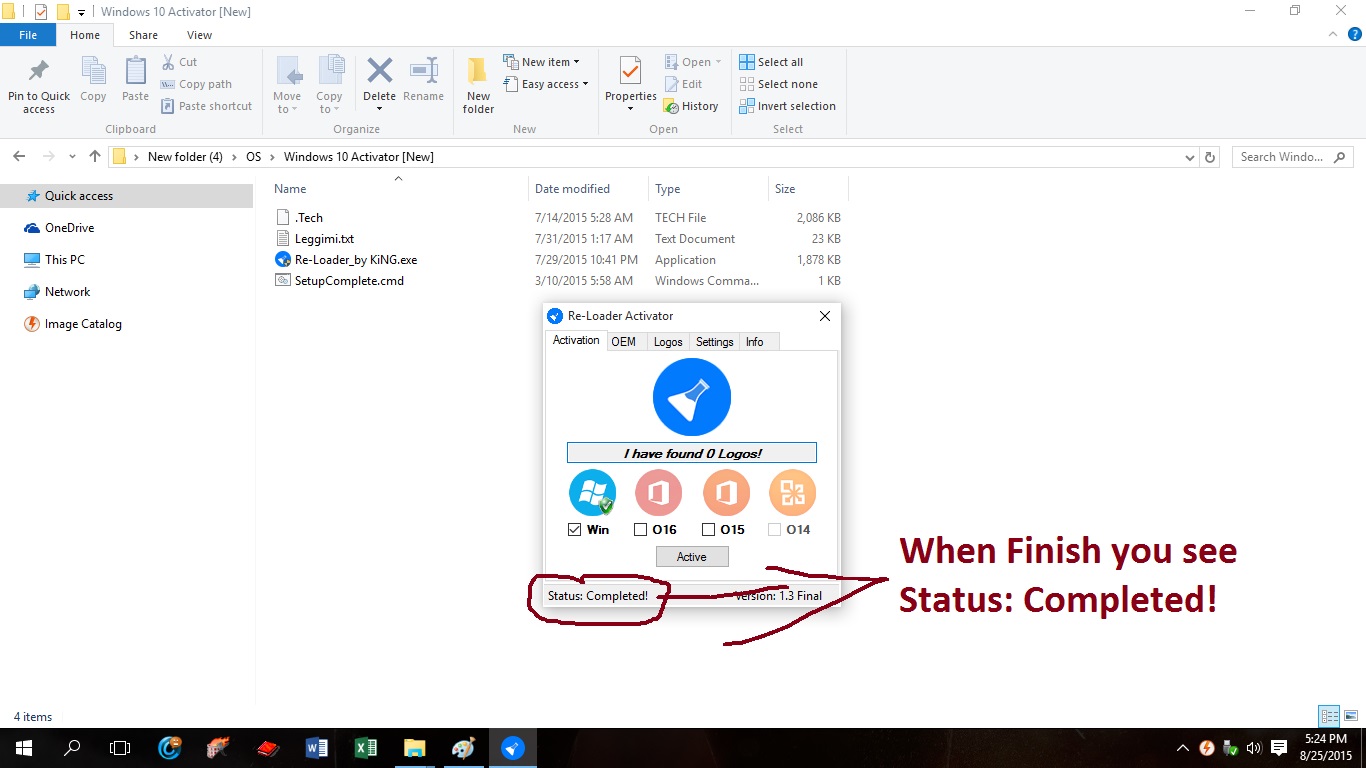 Windows 10 Activator [New]
File Home Share View
Pin to Quick access
Copy
Paste
Cut
Copy path
Paste shortcut
Clipboard
Move to
Copy to
Delete
Rename
Organize
New folder
New item
Easy access
New
Properties
Open
Edit
History
Open
Select all
Select none
Invert selection
Select
New folder (4) OS Windows 10 Activator [New]
Search Windo...
Quick access
OneDrive
This PC
Network
Image Catalog
Name Date modified Type Size
.Tech 7/14/2015 5:28 AM TECH File 2,086 KB
Leggimi.txt 7/31/2015 1:17 AM Text Document 23 KB
Re-Loader_by KiNG.exe 7/29/2015 10:41 PM Application 1,878 KB
SetupComplete.cmd 3/10/2015 5:58 AM Windows Comma... 1 KB
Re-Loader Activator
Activation OEM Logos Settings Info
I have found 0 Logos!
Win O16 O15 O14
Active
Status: Completed! Version: 1.3 Final
When Finish you see
Status: Completed!
4 items
5:24 PM
8/25/2015